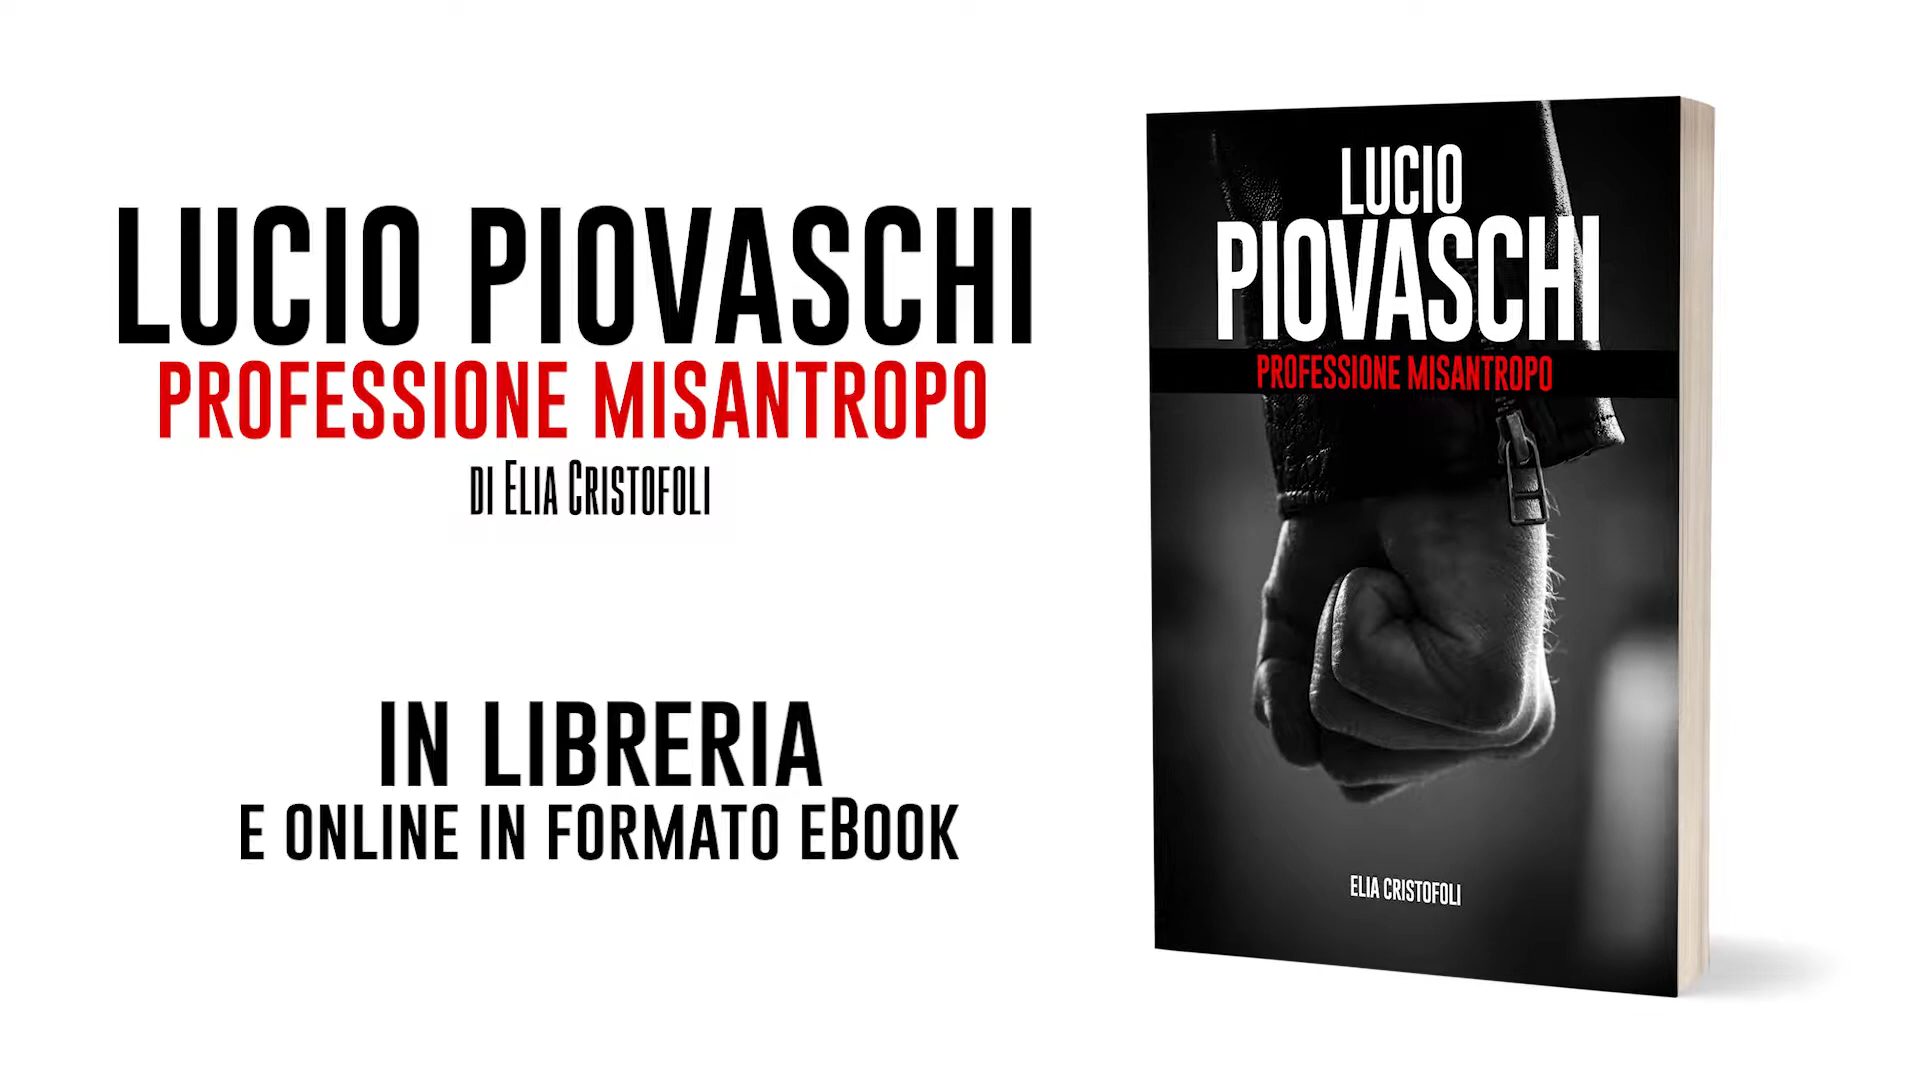 LUCIO PIOVASCHI
PROFESSIONE MISANTROPO
DI ELIA CRISTOFOLI
IN LIBRERIA
E ONLINE IN FORMATO EBOOK
LUCIO
PIOVASCHI
PROFESSIONE MISANTROPO
ELIA CRISTOFOLI